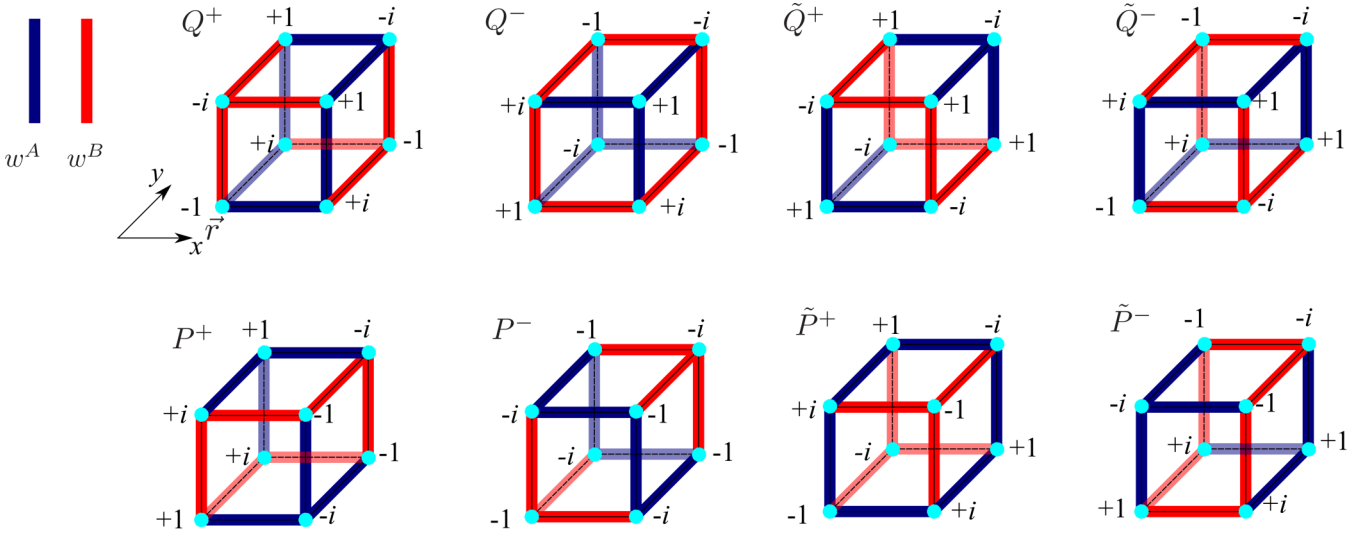 Q⁺ +1 -i Q⁻ -1 -i Q̃⁺ +1 -i Q̃⁻ -1 -i
-i +1 +i +1 -i +1 +i +1
w^A w^B +i -1 -i -1 -i +1 +i +1
y -1 +i +1 +i +1 -i -1 -i
x r⃗
P⁺ +1 -i P⁻ -1 -i P̃⁺ +1 -i P̃⁻ -1 -i
+i -1 -i -1 +i -1 -i -1
+i -1 -i -1 -i +1 +i +1
+1 -i +1 -i -1 +i +1 +i